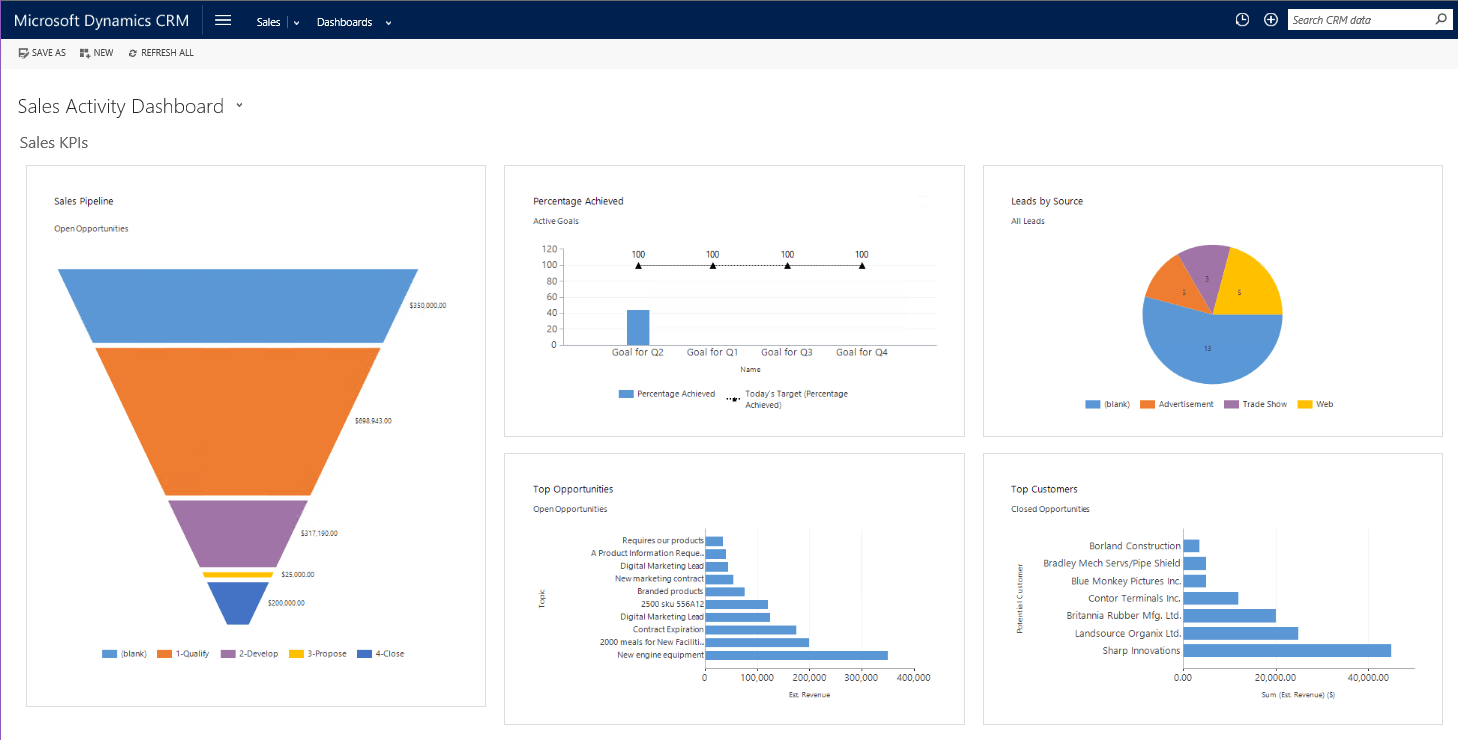 Microsoft Dynamics CRM
Sales
Dashboards
Search CRM data
SAVE AS
NEW
REFRESH ALL
Sales Activity Dashboard
Sales KPIs
Sales Pipeline
Open Opportunities
$350,000.00
$698,943.00
$317,190.00
$25,000.00
$200,000.00
(blank) 1-Qualify 2-Develop 3-Propose 4-Close
Percentage Achieved
Active Goals
120
100
80
60
40
20
0
100 100 100 100
Goal for Q2 Goal for Q1 Goal for Q3 Goal for Q4
Name
Percentage Achieved
Today's Target (Percentage
Achieved)
Leads by Source
All Leads
3
5
13
(blank) Advertisement Trade Show Web
Top Opportunities
Open Opportunities
Topic
Requires our products
A Product Information Reque..
Digital Marketing Lead
New marketing contract
Branded products
2500 sku 556A12
Digital Marketing Lead
Contract Expiration
2000 meals for New Faciliti..
New engine equipment
0 100,000 200,000 300,000 400,000
Est. Revenue
Top Customers
Closed Opportunities
Potential Customer
Borland Construction
Bradley Mech Servs/Pipe Shield
Blue Monkey Pictures Inc.
Contor Terminals Inc.
Britannia Rubber Mfg. Ltd.
Landsource Organix Ltd.
Sharp Innovations
0.00 20,000.00 40,000.00
Sum (Est. Revenue) ($)